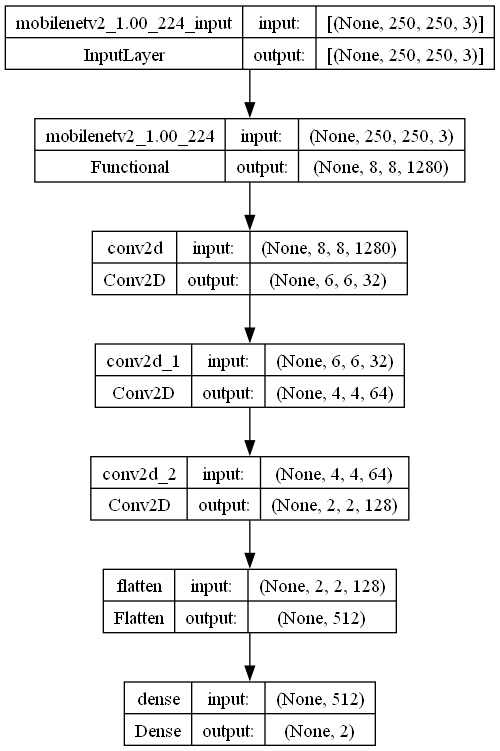 mobilenetv2_1.00_224_input input: [(None, 250, 250, 3)]
InputLayer output: [(None, 250, 250, 3)]
mobilenetv2_1.00_224 input: (None, 250, 250, 3)
Functional output: (None, 8, 8, 1280)
conv2d input: (None, 8, 8, 1280)
Conv2D output: (None, 6, 6, 32)
conv2d_1 input: (None, 6, 6, 32)
Conv2D output: (None, 4, 4, 64)
conv2d_2 input: (None, 4, 4, 64)
Conv2D output: (None, 2, 2, 128)
flatten input: (None, 2, 2, 128)
Flatten output: (None, 512)
dense input: (None, 512)
Dense output: (None, 2)